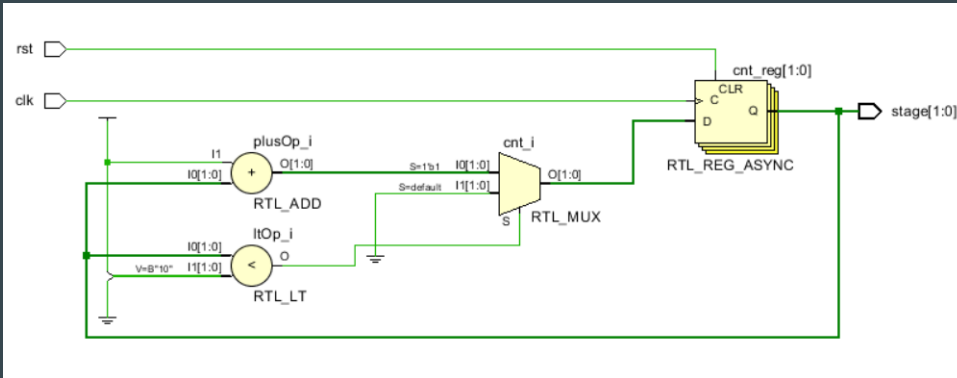 rst
clk
cnt_reg[1:0]
CLR
C
D
Q
stage[1:0]
RTL_REG_ASYNC
plusOp_i
I1
I0[1:0]
+
O[1:0]
RTL_ADD
cnt_i
S=1'b1
I0[1:0]
S=default
I1[1:0]
O[1:0]
S
RTL_MUX
ltOp_i
I0[1:0]
V=B"10"
I1[1:0]
<
O
RTL_LT